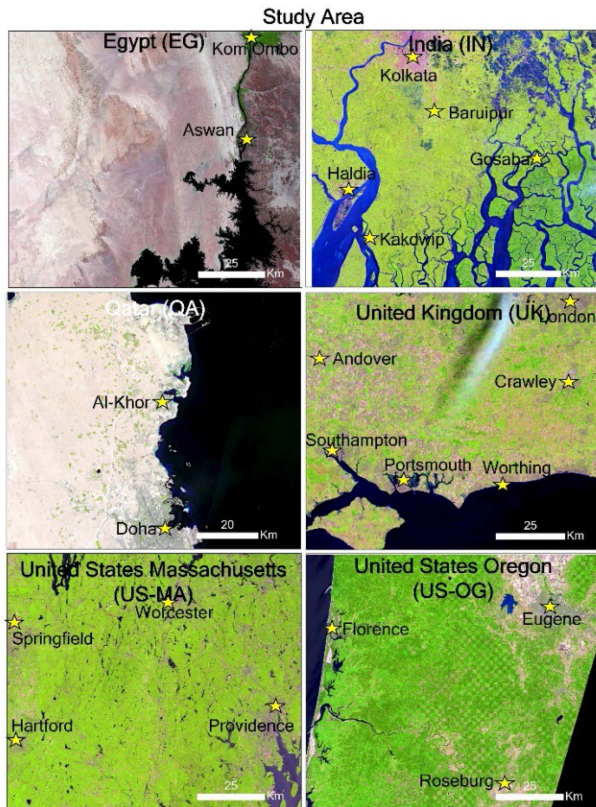 Study Area
Egypt (EG)
Kom Ombo
Aswan
25
Km
India (IN)
Kolkata
Baruipur
Gosaba
Haldia
Kakdwip
25
Km
Qatar (QA)
Al-Khor
Doha
20
Km
United Kingdom (UK)
London
Andover
Crawley
Southampton
Portsmouth
Worthing
25
Km
United States Massachusetts
(US-MA)
Worcester
Springfield
Hartford
Providence
25
Km
United States Oregon
(US-OG)
Eugene
Florence
Roseburg
25
Km